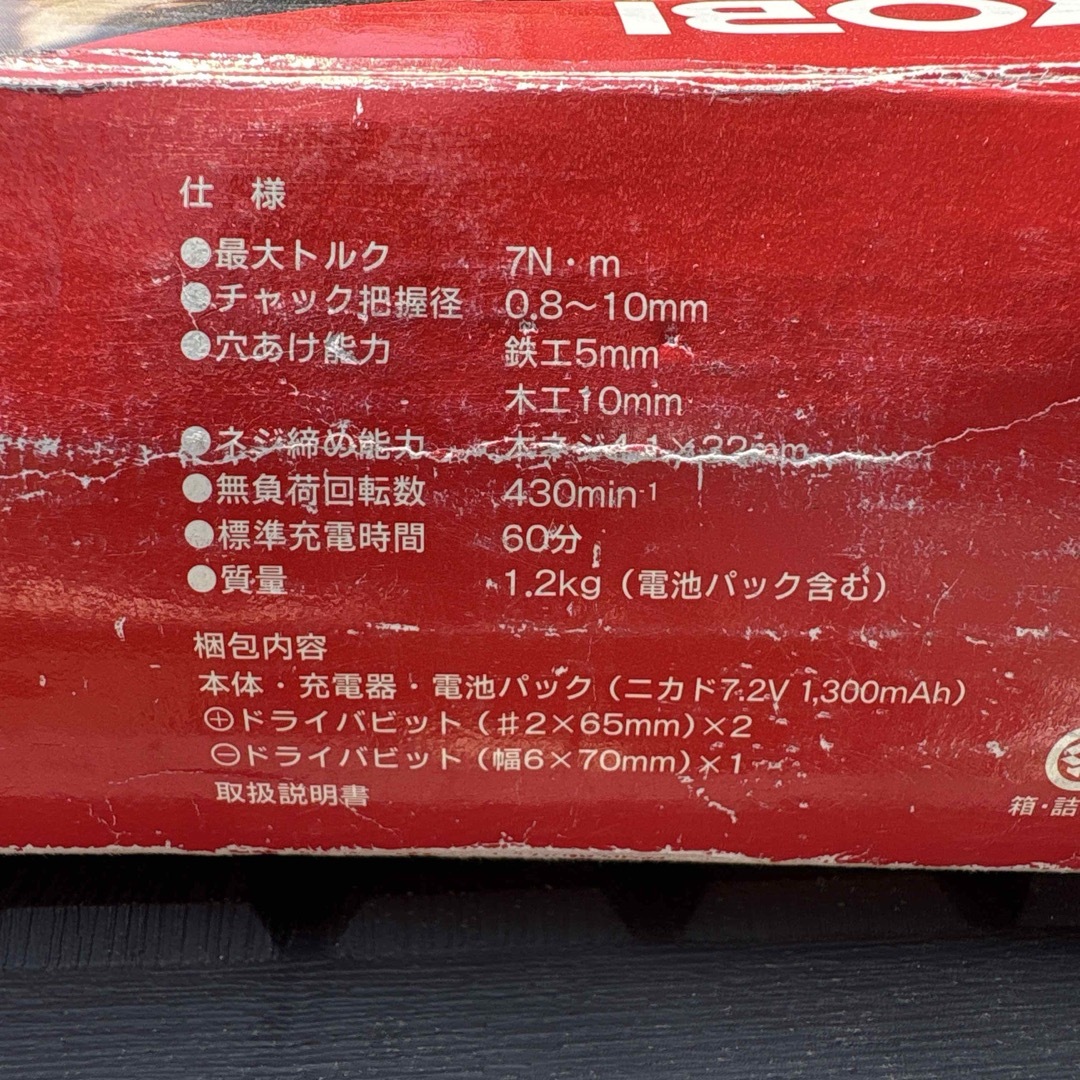 仕 様
●最大トルク 7N・m
●チャック把握径 0.8～10mm
●穴あけ能力 鉄工5mm
木工10mm
●ネジ締め能力 木ネジ4.1×32mm
●無負荷回転数 430min-1
●標準充電時間 60分
●質量 1.2kg（電池パック含む）
梱包内容
本体・充電器・電池パック（ニカド7.2V 1,300mAh）
⊕ドライバビット（♯2×65mm）×2
⊖ドライバビット（幅6×70mm）×1
取扱説明書
箱・詰